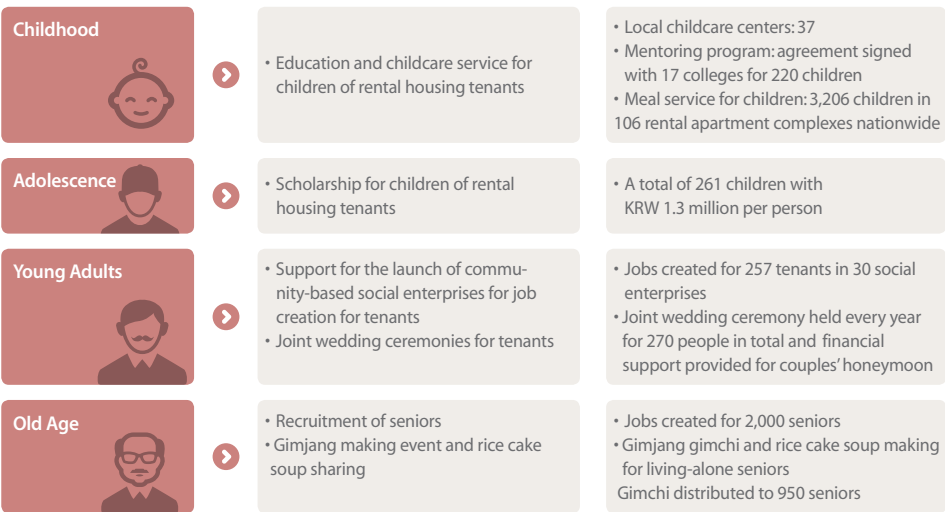 Childhood
• Education and childcare service for
children of rental housing tenants
• Local childcare centers: 37
• Mentoring program: agreement signed
with 17 colleges for 220 children
• Meal service for children: 3,206 children in
106 rental apartment complexes nationwide
Adolescence
• Scholarship for children of rental
housing tenants
• A total of 261 children with
KRW 1.3 million per person
Young Adults
• Support for the launch of commu-
nity-based social enterprises for job
creation for tenants
• Joint wedding ceremonies for tenants
• Jobs created for 257 tenants in 30 social
enterprises
• Joint wedding ceremony held every year
for 270 people in total and financial
support provided for couples' honeymoon
Old Age
• Recruitment of seniors
• Gimjang making event and rice cake
soup sharing
• Jobs created for 2,000 seniors
• Gimjang gimchi and rice cake soup making
for living-alone seniors
Gimchi distributed to 950 seniors